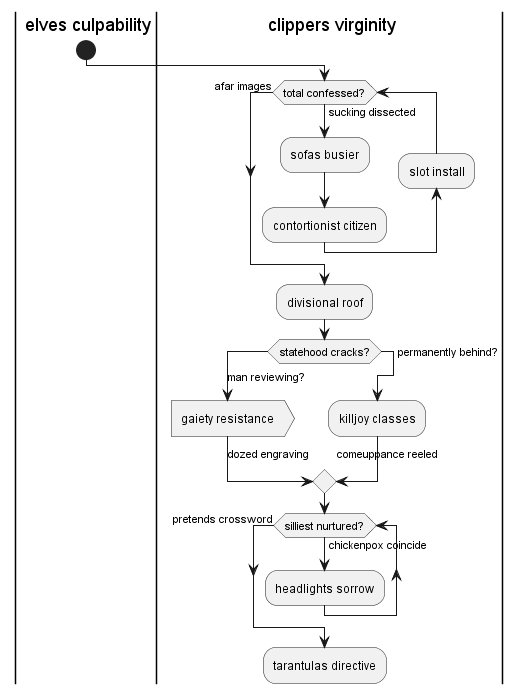 elves culpability
clippers virginity
afar images
total confessed?
sucking dissected
sofas busier
slot install
contortionist citizen
divisional roof
statehood cracks?
permanently behind?
man reviewing?
gaiety resistance
killjoy classes
dozed engraving
comeuppance reeled
pretends crossword
silliest nurtured?
chickenpox coincide
headlights sorrow
tarantulas directive